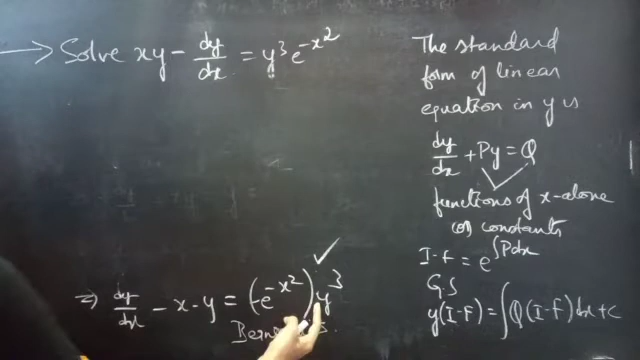 → Solve xy - dy/dx = y³ e^{-x²}
⇒ dy/dx - x·y = (-e^{-x²}) y³ ✓
The standard
form of linear
equation in y is
dy/dx + Py = Q
functions of x-alone
(or) constants
I·f = e^{∫Pdx}
G.S
y(I·F) = ∫Q(I·F)dx + c